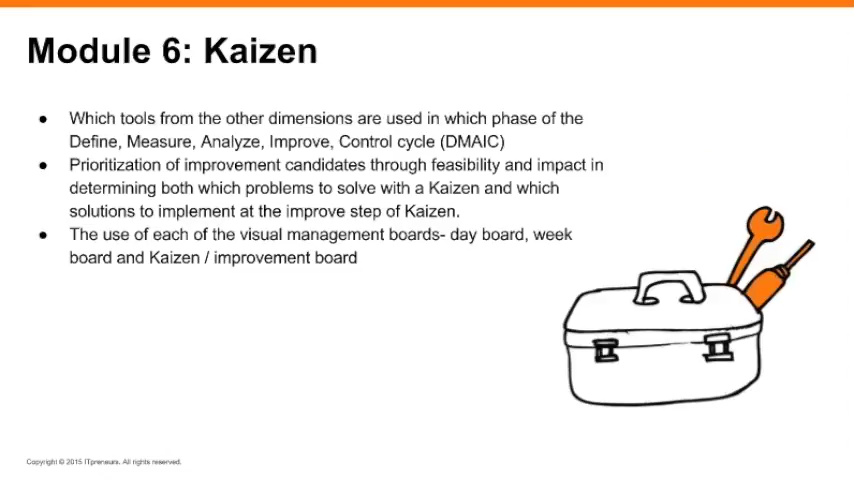 Module 6: Kaizen
● Which tools from the other dimensions are used in which phase of the
Define, Measure, Analyze, Improve, Control cycle (DMAIC)
● Prioritization of improvement candidates through feasibility and impact in
determining both which problems to solve with a Kaizen and which
solutions to implement at the improve step of Kaizen.
● The use of each of the visual management boards- day board, week
board and Kaizen / improvement board
Copyright © 2015 ITpreneurs. All rights reserved.